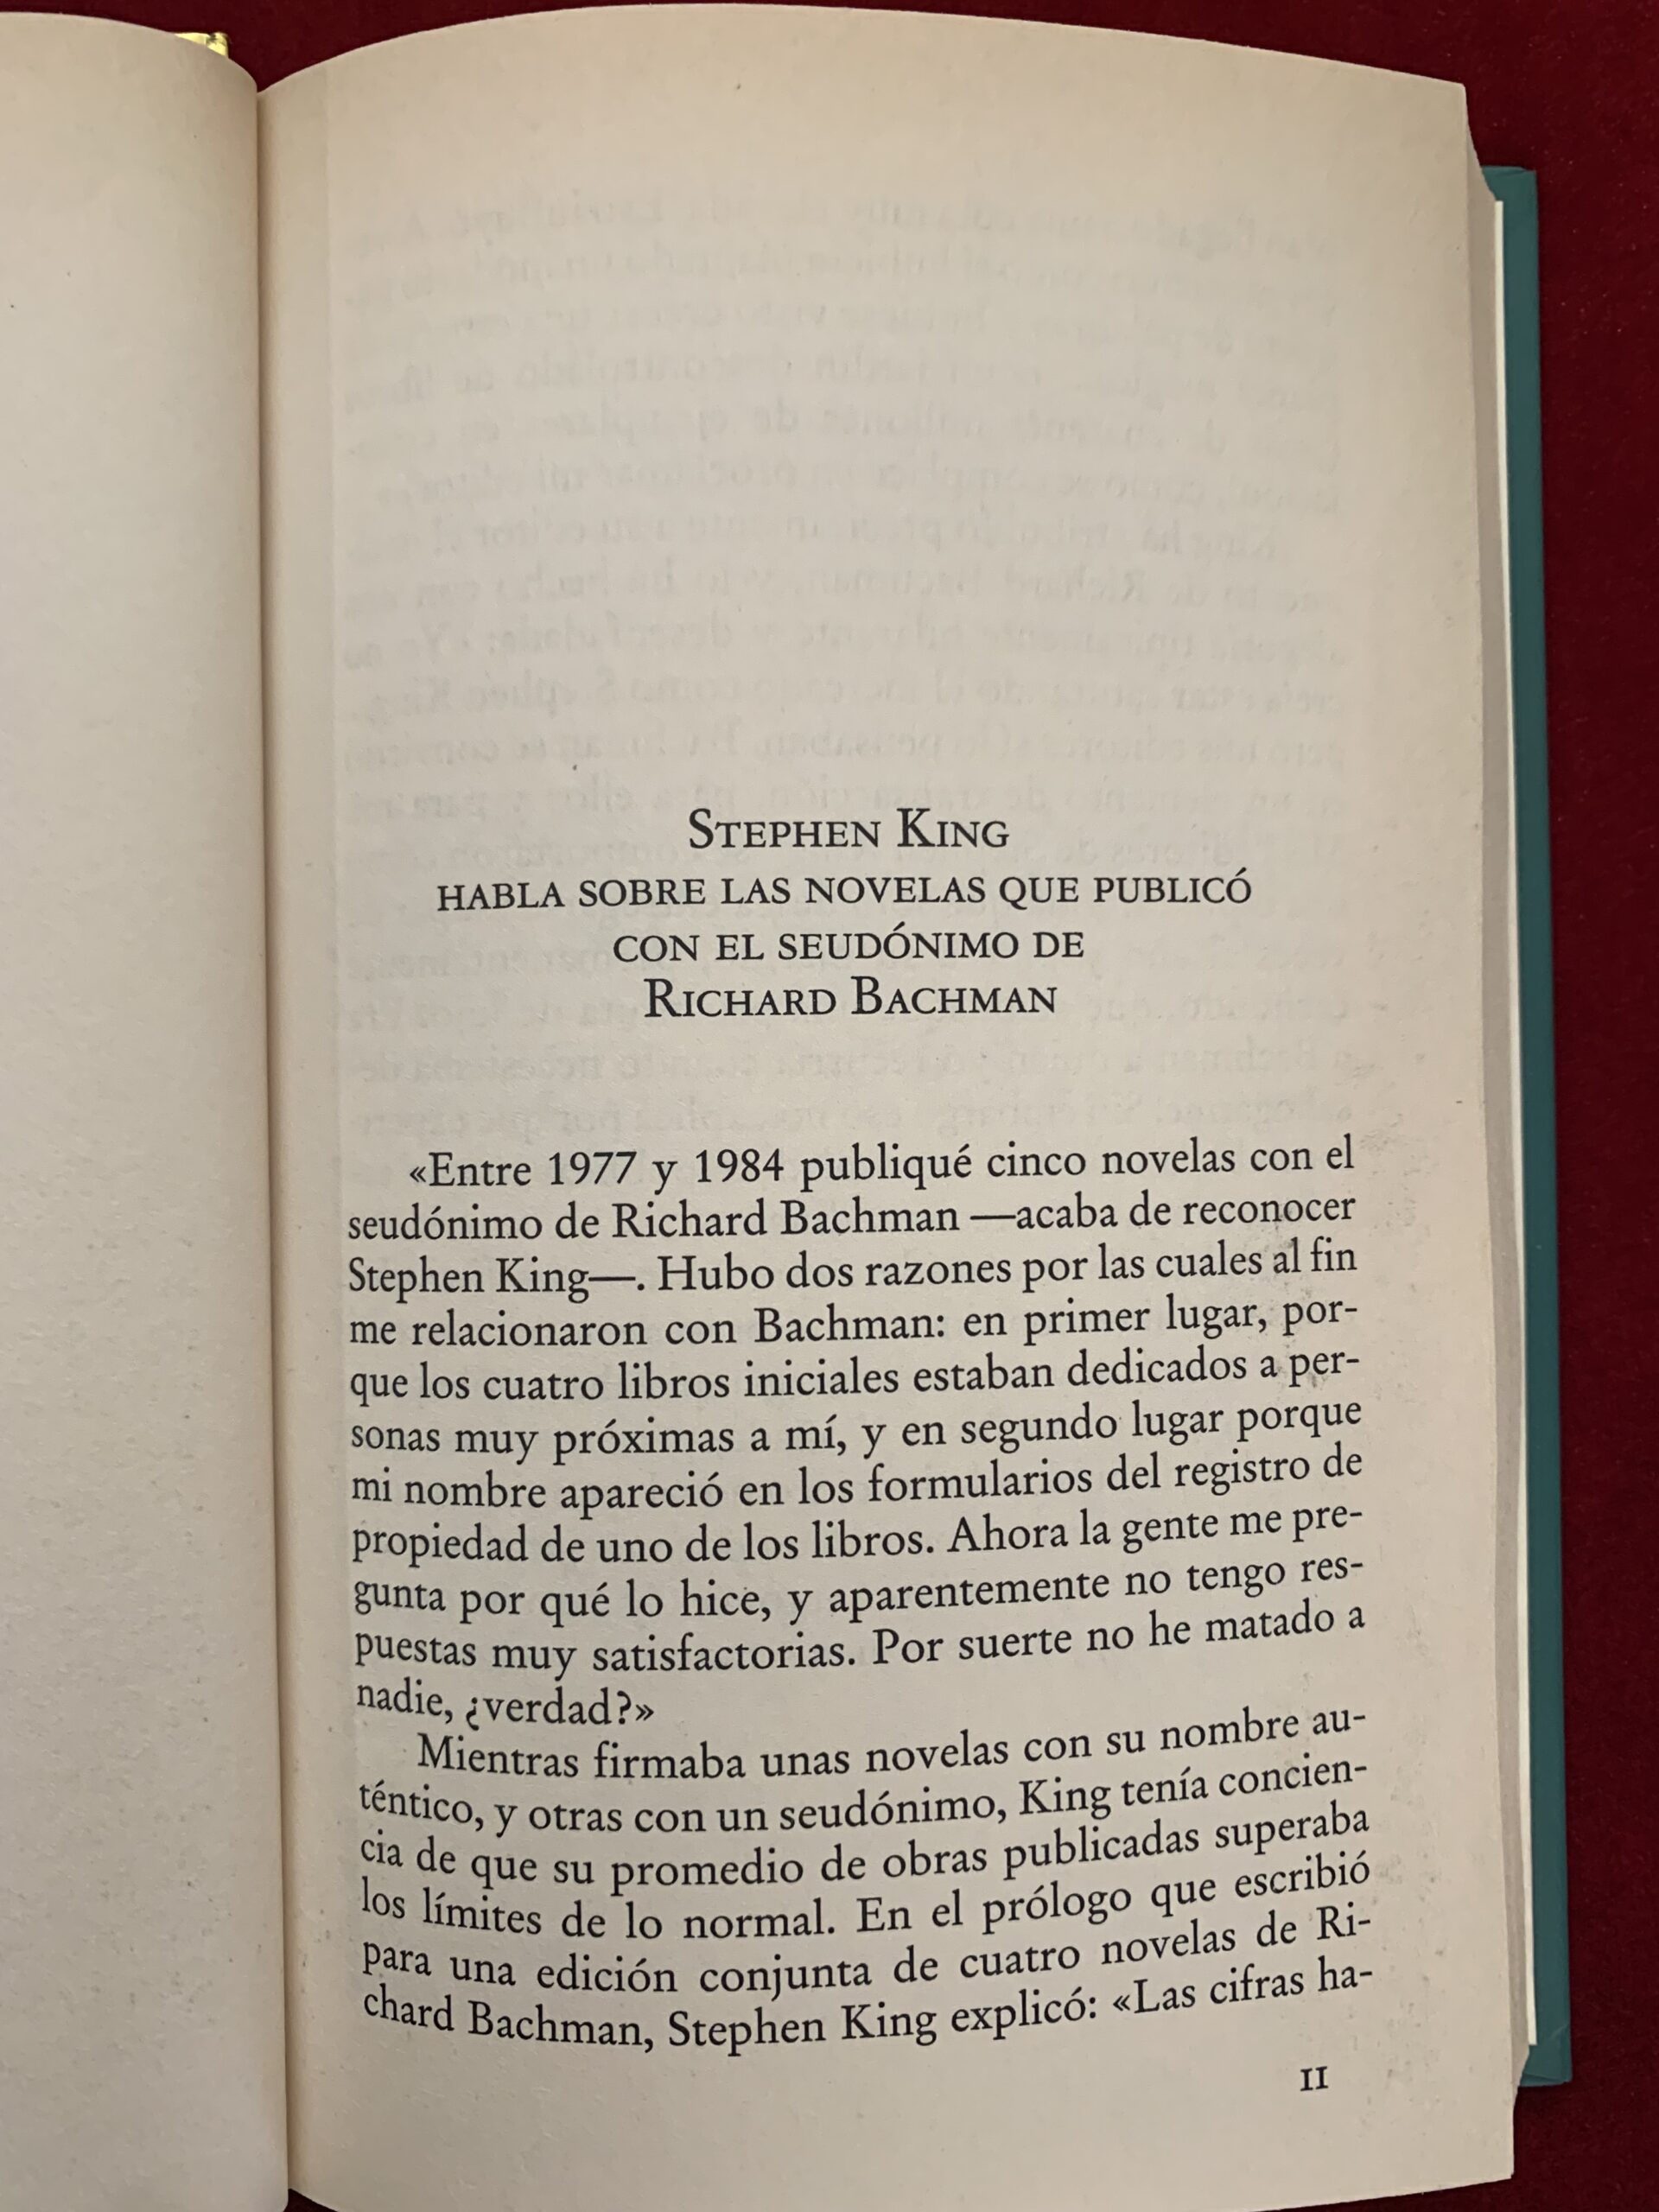 STEPHEN KING
HABLA SOBRE LAS NOVELAS QUE PUBLICÓ
CON EL SEUDÓNIMO DE
RICHARD BACHMAN
«Entre 1977 y 1984 publiqué cinco novelas con el
seudónimo de Richard Bachman —acaba de reconocer
Stephen King—. Hubo dos razones por las cuales al fin
me relacionaron con Bachman: en primer lugar, por-
que los cuatro libros iniciales estaban dedicados a per-
sonas muy próximas a mí, y en segundo lugar porque
mi nombre apareció en los formularios del registro de
propiedad de uno de los libros. Ahora la gente me pre-
gunta por qué lo hice, y aparentemente no tengo res-
puestas muy satisfactorias. Por suerte no he matado a
nadie, ¿verdad?»
Mientras firmaba unas novelas con su nombre au-
téntico, y otras con un seudónimo, King tenía concien-
cia de que su promedio de obras publicadas superaba
los límites de lo normal. En el prólogo que escribió
para una edición conjunta de cuatro novelas de Ri-
chard Bachman, Stephen King explicó: «Las cifras ha-
11